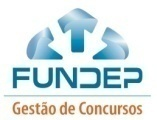 FUNDEP
Gestão de Concursos